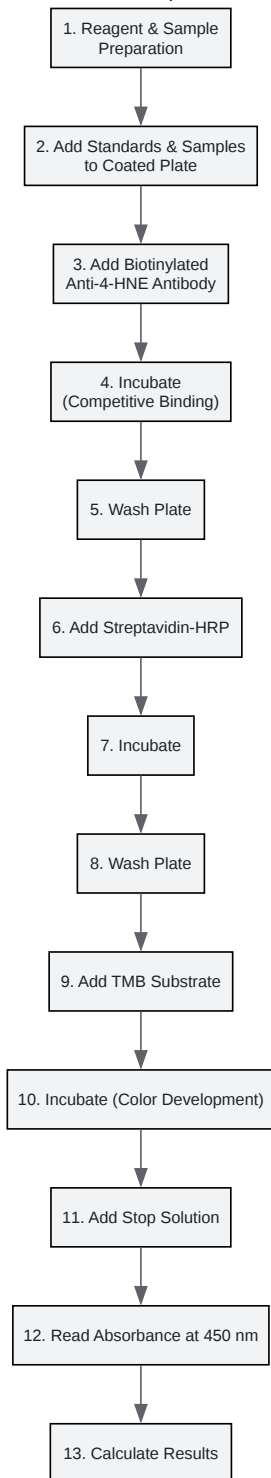 1. Reagent & Sample
Preparation
2. Add Standards & Samples
to Coated Plate
3. Add Biotinylated
Anti-4-HNE Antibody
4. Incubate
(Competitive Binding)
5. Wash Plate
6. Add Streptavidin-HRP
7. Incubate
8. Wash Plate
9. Add TMB Substrate
10. Incubate (Color Development)
11. Add Stop Solution
12. Read Absorbance at 450 nm
13. Calculate Results